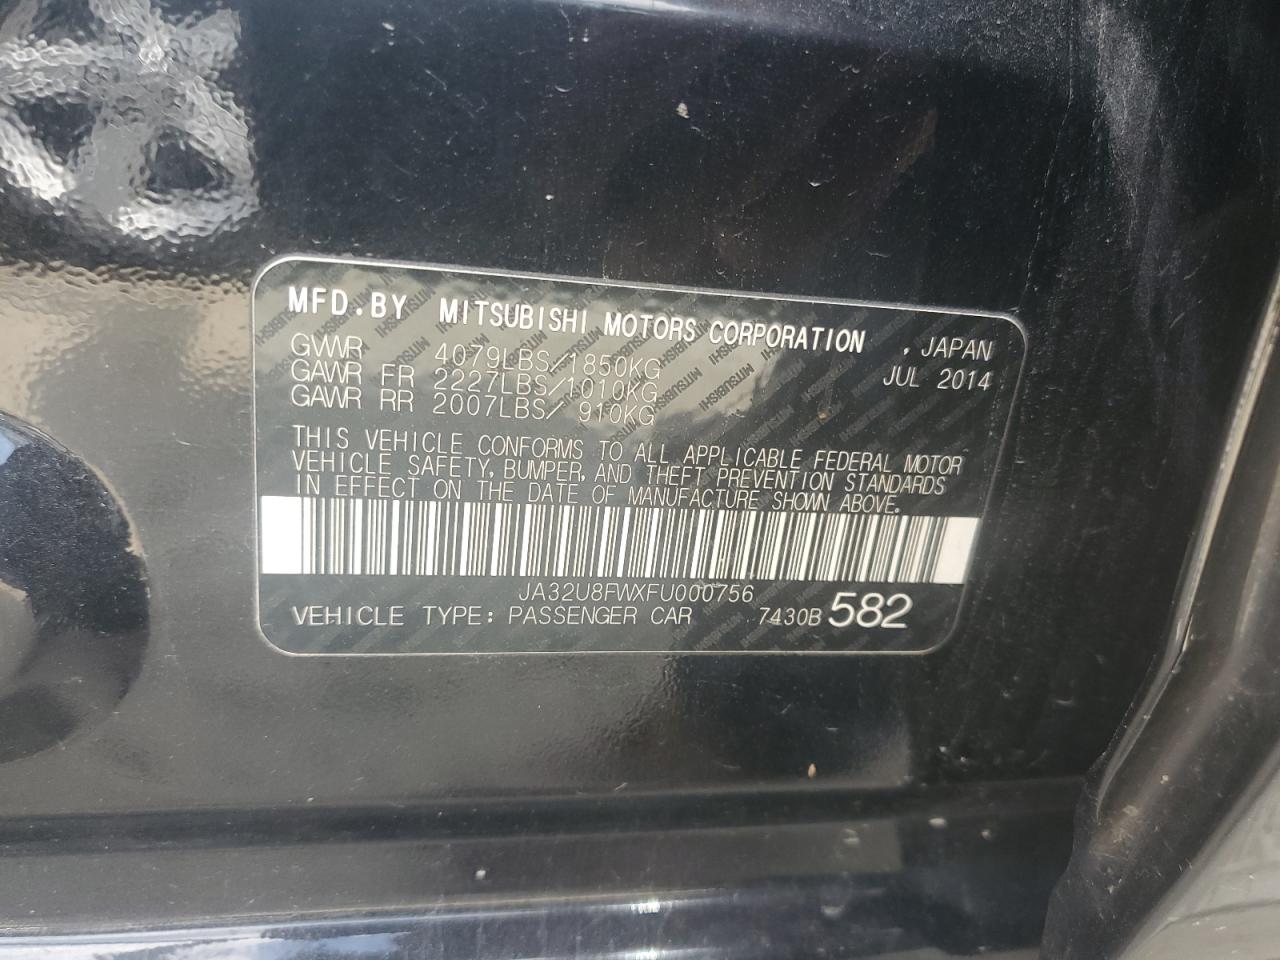 MFD.BY MITSUBISHI MOTORS CORPORATION , JAPAN
GVWR 4079LBS/1850KG JUL 2014
GAWR FR 2227LBS/1010KG
GAWR RR 2007LBS/ 910KG
THIS VEHICLE CONFORMS TO ALL APPLICABLE FEDERAL MOTOR
VEHICLE SAFETY, BUMPER, AND THEFT PREVENTION STANDARDS
IN EFFECT ON THE DATE OF MANUFACTURE SHOWN ABOVE.
JA32U8FWXFU000756
VEHICLE TYPE: PASSENGER CAR 7430B 582